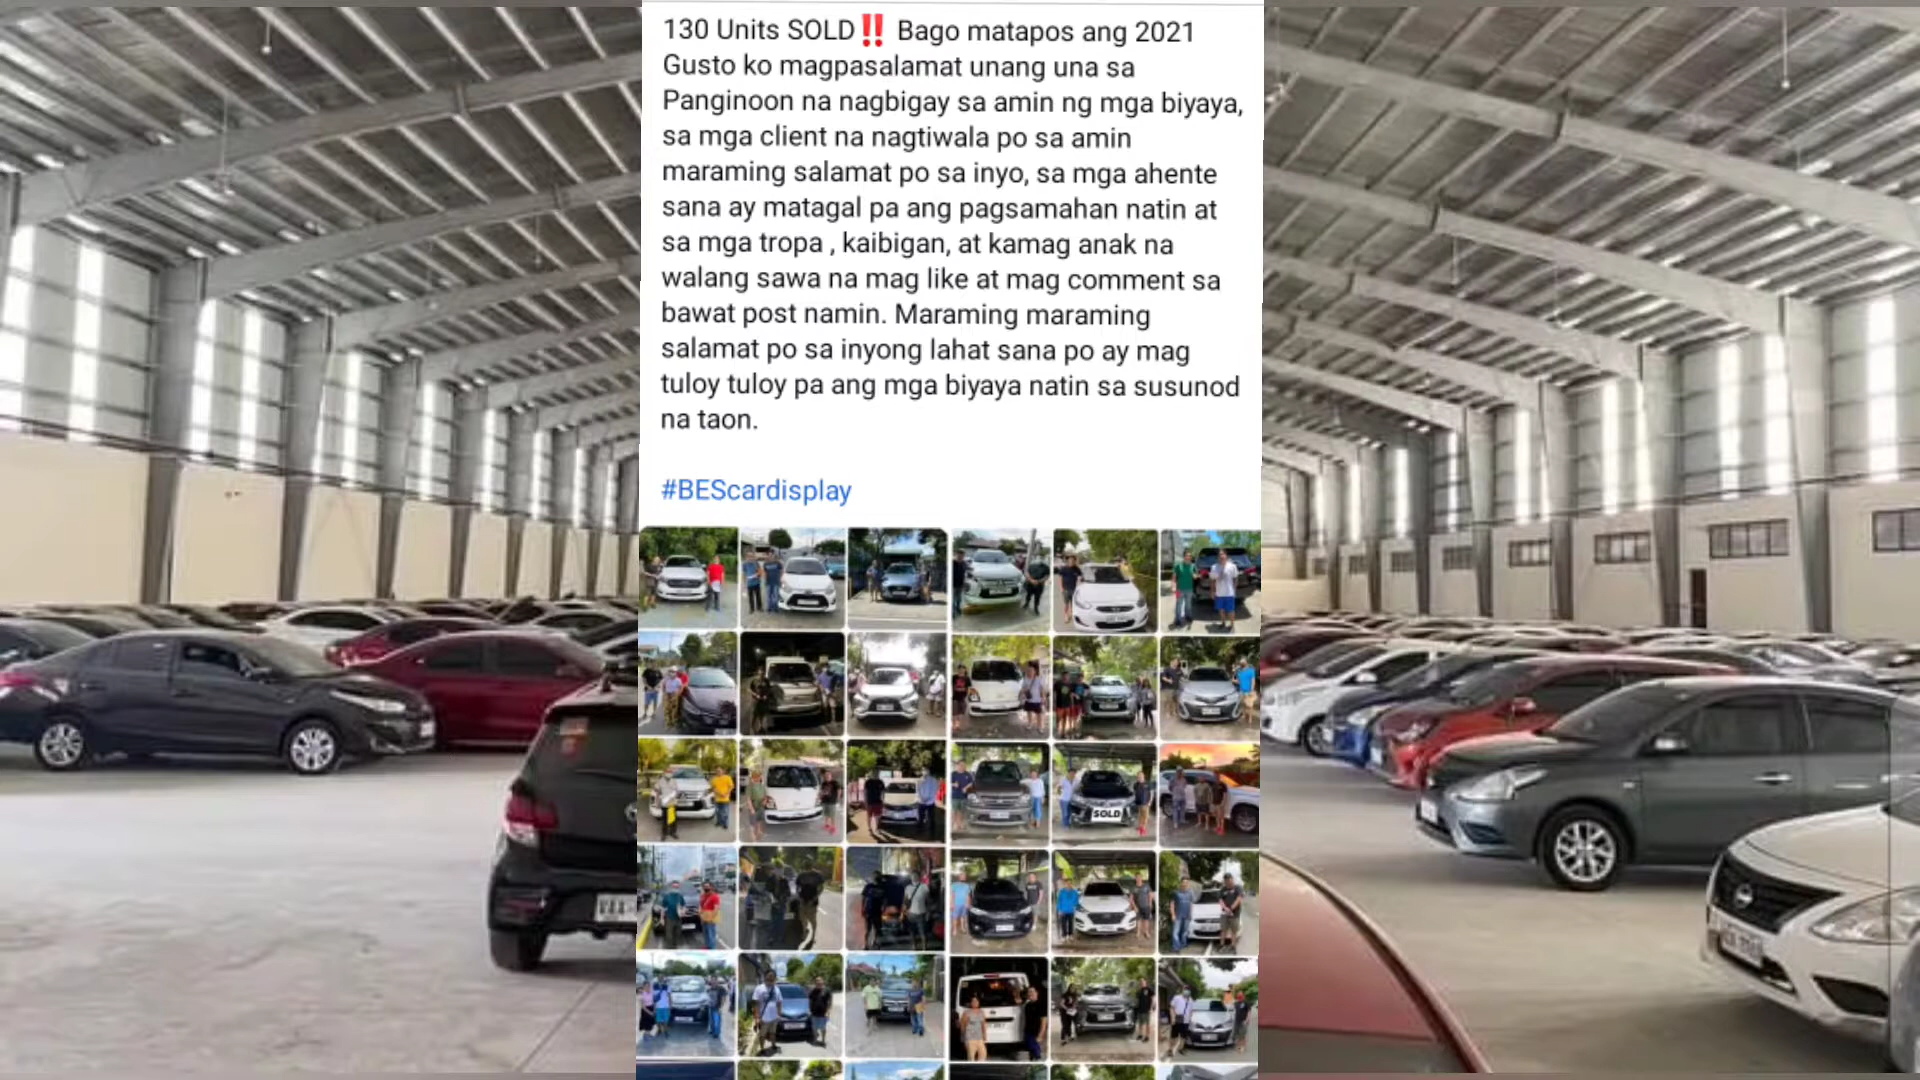 130 Units SOLD‼️ Bago matapos ang 2021
Gusto ko magpasalamat unang una sa
Panginoon na nagbigay sa amin ng mga biyaya,
sa mga client na nagtiwala po sa amin
maraming salamat po sa inyo, sa mga ahente
sana ay matagal pa ang pagsamahan natin at
sa mga tropa , kaibigan, at kamag anak na
walang sawa na mag like at mag comment sa
bawat post namin. Maraming maraming
salamat po sa inyong lahat sana po ay mag
tuloy tuloy pa ang mga biyaya natin sa susunod
na taon.
#BEScardisplay
SOLD